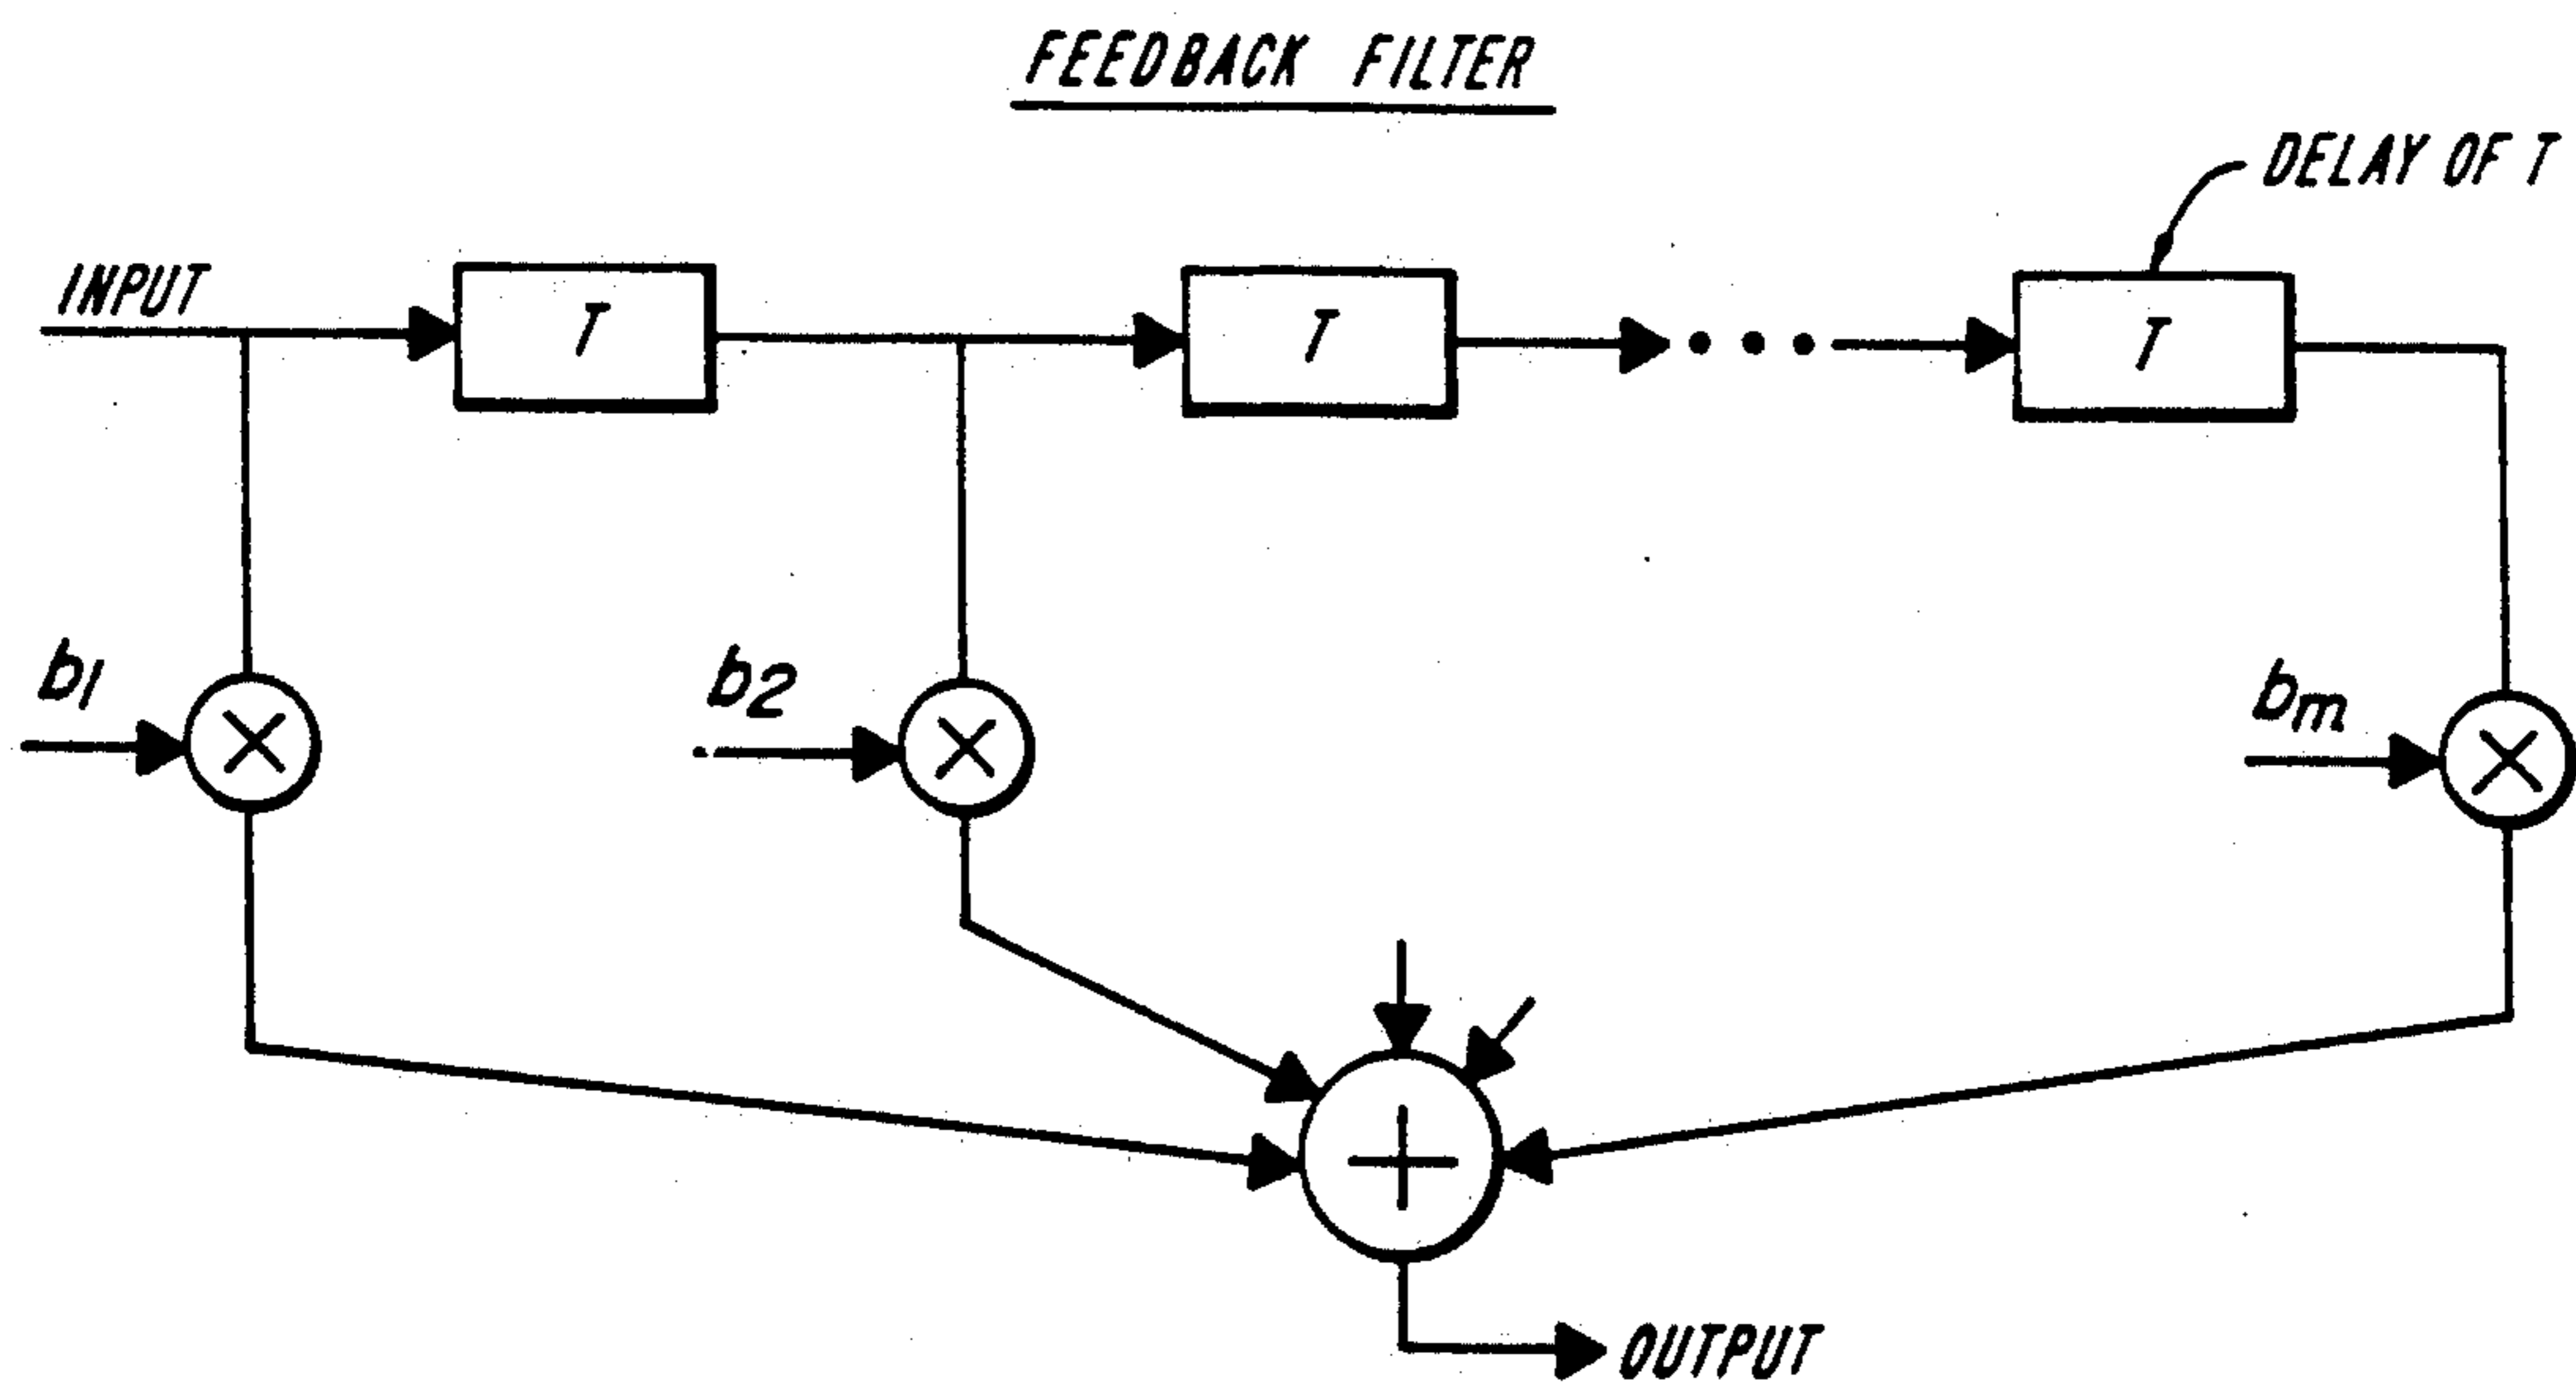 FEEDBACK FILTER
DELAY OF T
INPUT
T
T
T
b1
b2
bm
OUTPUT